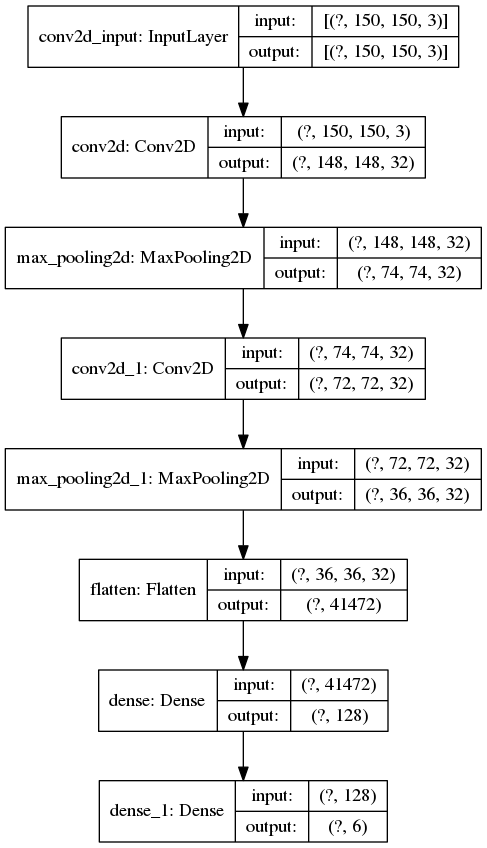 conv2d_input: InputLayer
input:
[(?, 150, 150, 3)]
output:
[(?, 150, 150, 3)]
conv2d: Conv2D
input:
(?, 150, 150, 3)
output:
(?, 148, 148, 32)
max_pooling2d: MaxPooling2D
input:
(?, 148, 148, 32)
output:
(?, 74, 74, 32)
conv2d_1: Conv2D
input:
(?, 74, 74, 32)
output:
(?, 72, 72, 32)
max_pooling2d_1: MaxPooling2D
input:
(?, 72, 72, 32)
output:
(?, 36, 36, 32)
flatten: Flatten
input:
(?, 36, 36, 32)
output:
(?, 41472)
dense: Dense
input:
(?, 41472)
output:
(?, 128)
dense_1: Dense
input:
(?, 128)
output:
(?, 6)